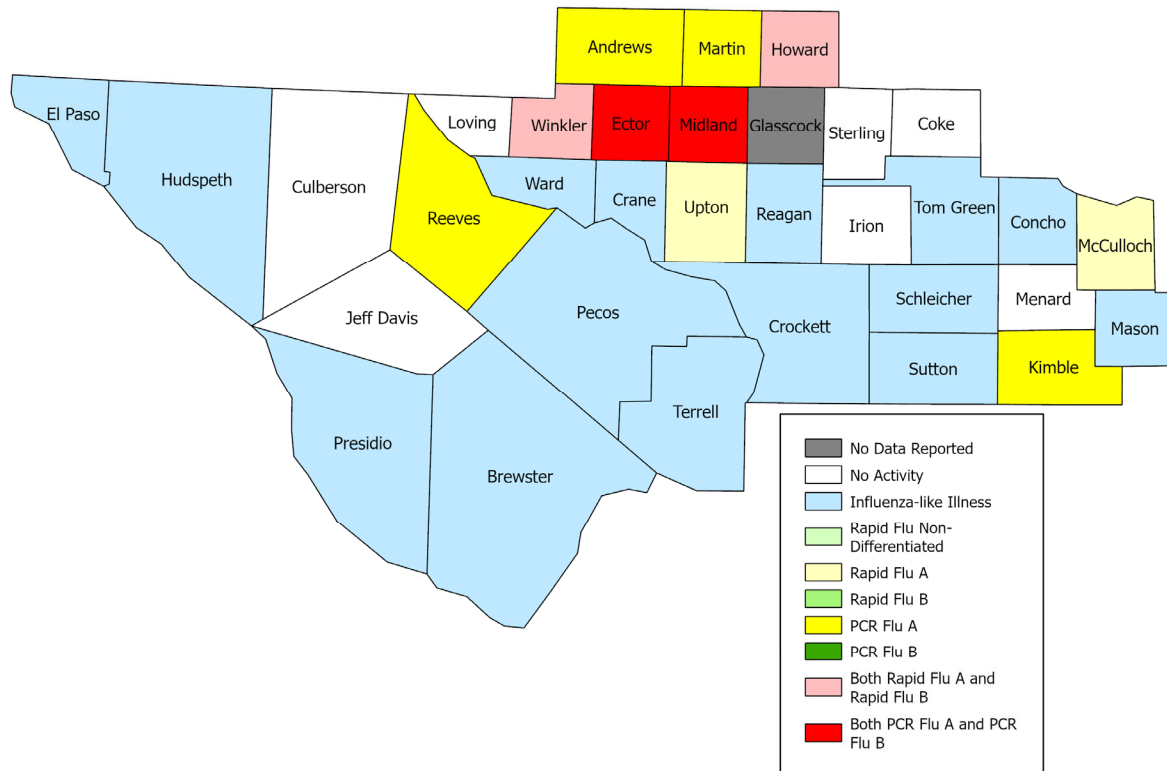 Andrews
Martin
Howard
El Paso
Loving
Winkler
Ector
Midland
Glasscock
Sterling
Coke
Hudspeth
Culberson
Ward
Crane
Upton
Reagan
Irion
Tom Green
Concho
Reeves
McCulloch
Jeff Davis
Pecos
Crockett
Schleicher
Menard
Mason
Sutton
Kimble
Terrell
Presidio
Brewster
No Data Reported
No Activity
Influenza-like Illness
Rapid Flu Non-
Differentiated
Rapid Flu A
Rapid Flu B
PCR Flu A
PCR Flu B
Both Rapid Flu A and
Rapid Flu B
Both PCR Flu A and PCR
Flu B